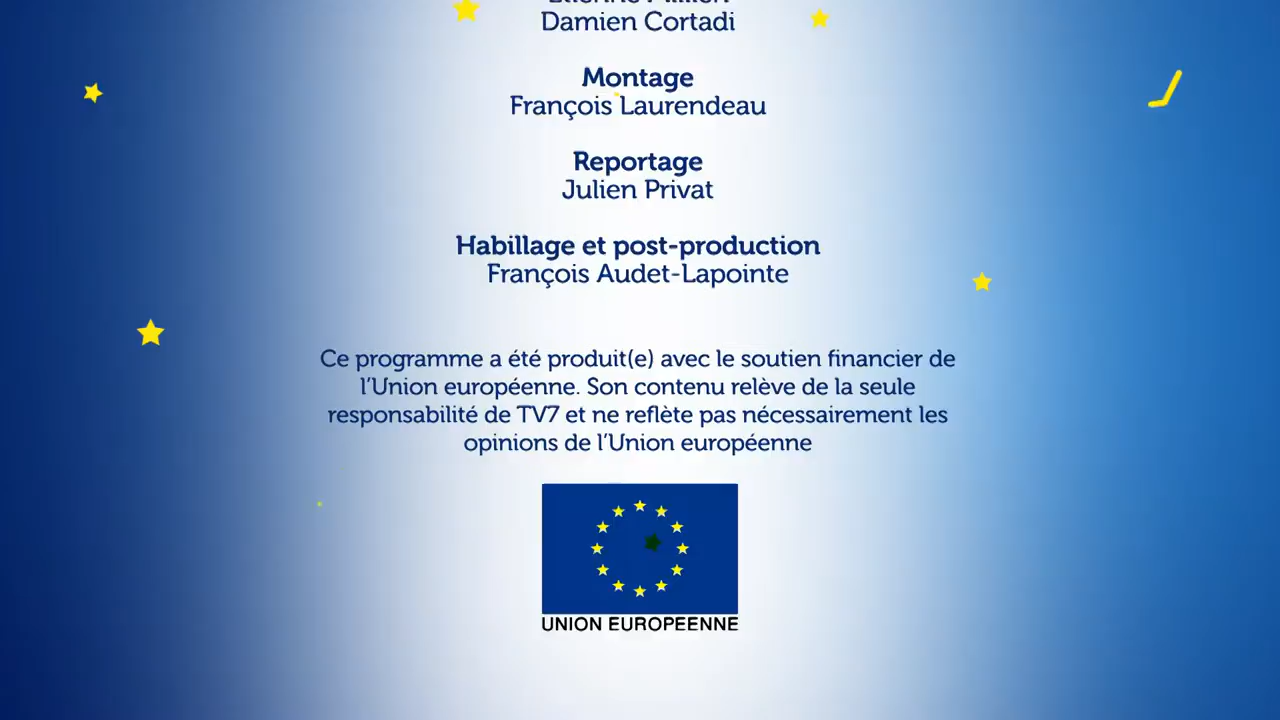 Damien Cortadi
Montage
François Laurendeau
Reportage
Julien Privat
Habillage et post-production
François Audet-Lapointe
Ce programme a été produit(e) avec le soutien financier de
l'Union européenne. Son contenu relève de la seule
responsabilité de TV7 et ne reflète pas nécessairement les
opinions de l'Union européenne
UNION EUROPEENNE